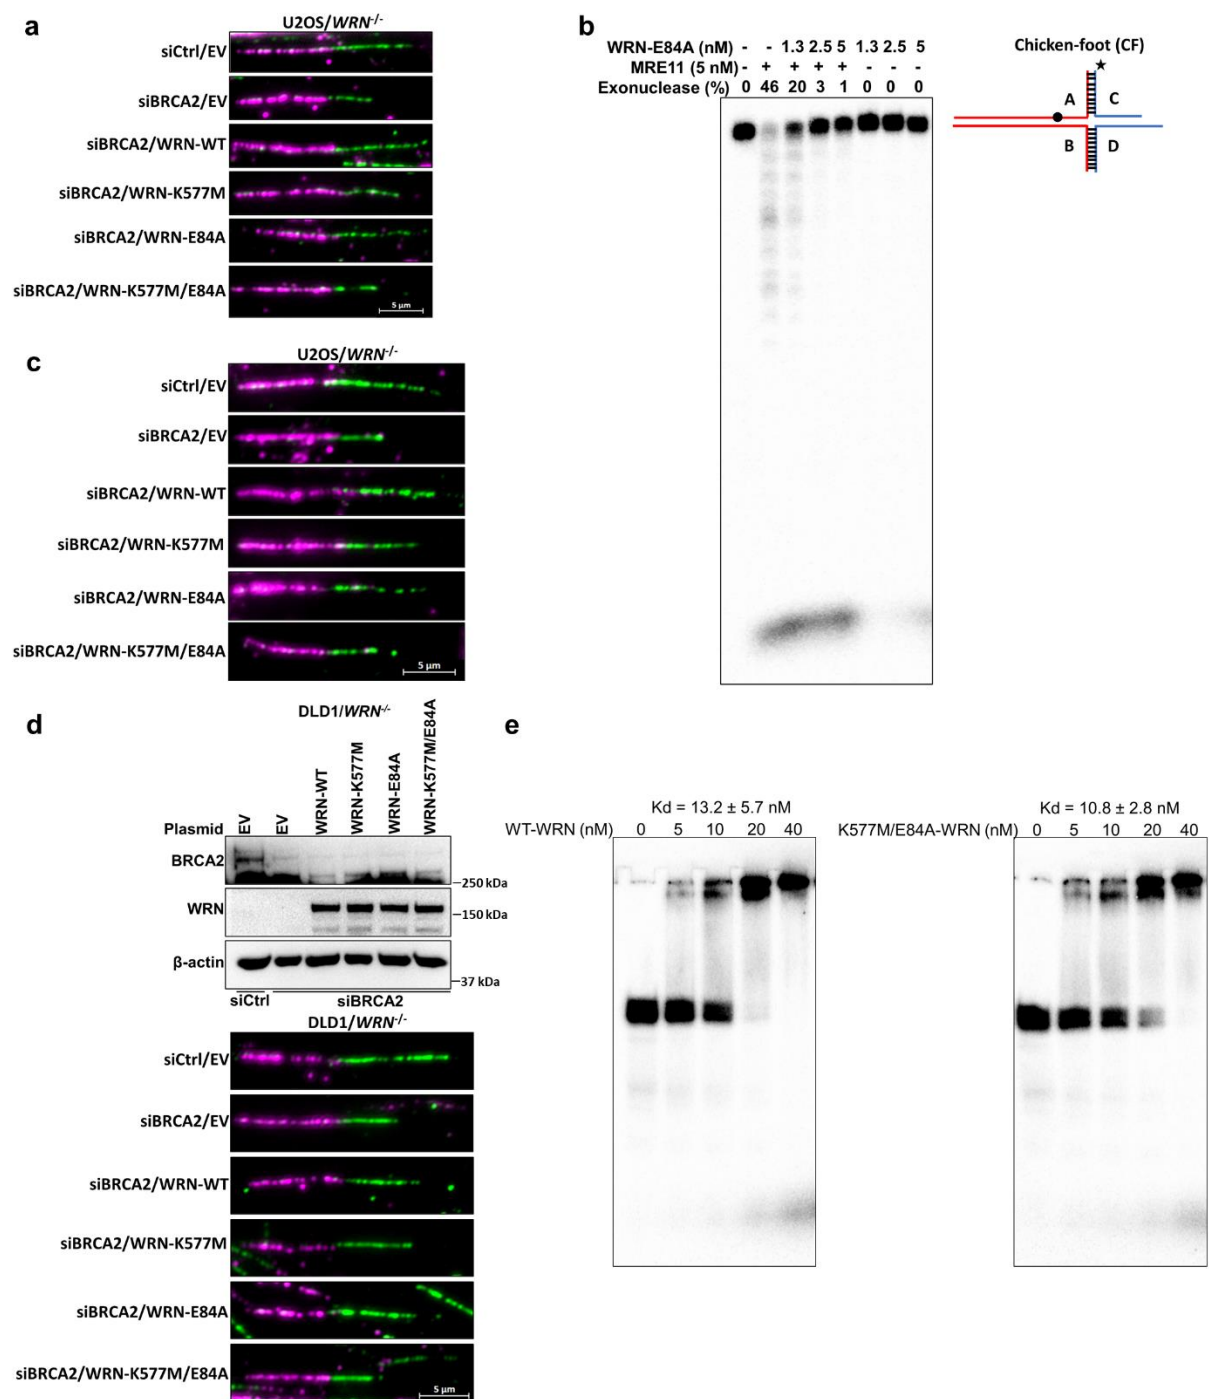 a
U2OS/WRN-/-
siCtrl/EV
siBRCA2/EV
siBRCA2/WRN-WT
siBRCA2/WRN-K577M
siBRCA2/WRN-E84A
siBRCA2/WRN-K577M/E84A
5 µm
b
WRN-E84A (nM) - - 1.3 2.5 5 1.3 2.5 5
MRE11 (5 nM) - + + + + - - -
Exonuclease (%) 0 46 20 3 1 0 0 0
Chicken-foot (CF)
A C
B D
c
U2OS/WRN-/-
siCtrl/EV
siBRCA2/EV
siBRCA2/WRN-WT
siBRCA2/WRN-K577M
siBRCA2/WRN-E84A
siBRCA2/WRN-K577M/E84A
5 µm
d
DLD1/WRN-/-
Plasmid EV EV WRN-WT WRN-K577M WRN-E84A WRN-K577M/E84A
BRCA2
250 kDa
WRN
150 kDa
β-actin
37 kDa
siCtrl siBRCA2
DLD1/WRN-/-
siCtrl/EV
siBRCA2/EV
siBRCA2/WRN-WT
siBRCA2/WRN-K577M
siBRCA2/WRN-E84A
siBRCA2/WRN-K577M/E84A
5 µm
e
Kd = 13.2 ± 5.7 nM
WT-WRN (nM) 0 5 10 20 40
Kd = 10.8 ± 2.8 nM
K577M/E84A-WRN (nM) 0 5 10 20 40